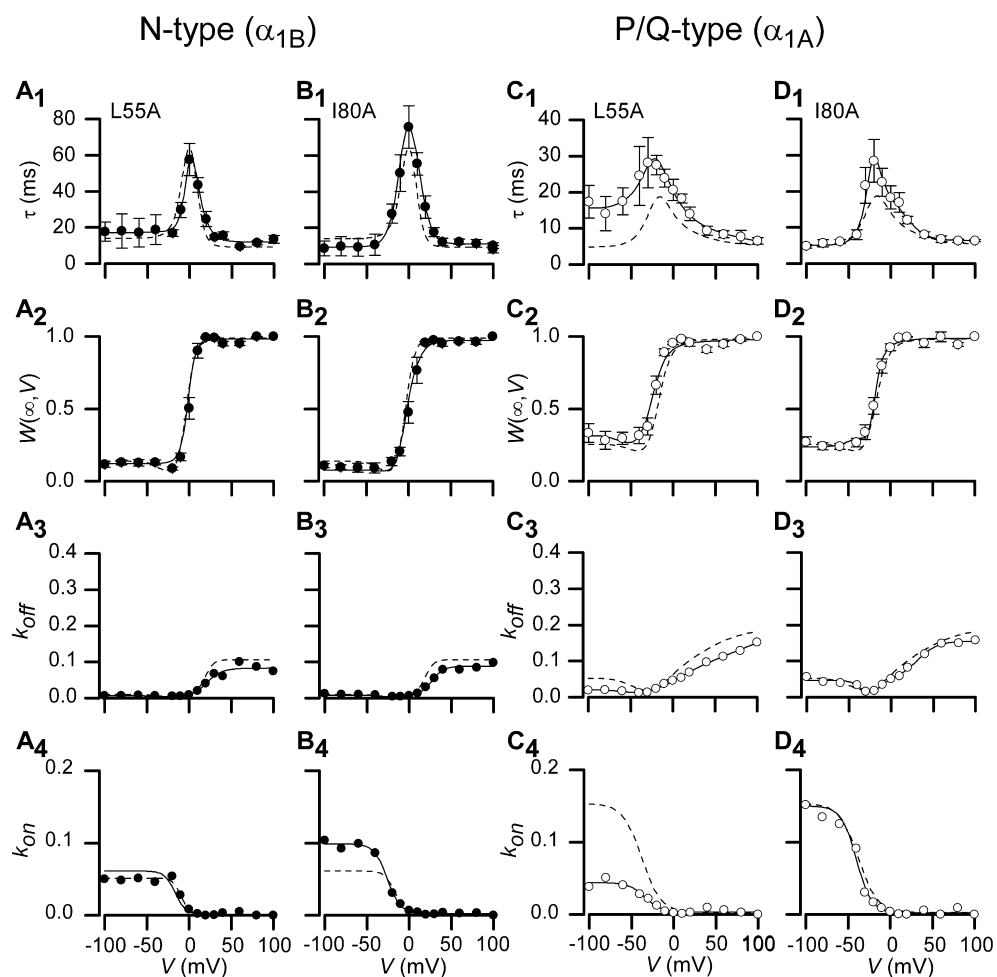 N-type (α1B) P/Q-type (α1A)
A1 B1 C1 D1
L55A I80A L55A I80A
80 40
60 30
τ (ms) τ (ms)
40 20
20 10
0 0
A2 B2 C2 D2
1.0 1.0
W(∞, V) W(∞, V)
0.5 0.5
0.0 0.0
A3 B3 C3 D3
0.4 0.4
0.3 0.3
koff koff
0.2 0.2
0.1 0.1
0.0 0.0
A4 B4 C4 D4
0.2 0.2
kon kon
0.1 0.1
0.0 0.0
-100 -50 0 50 100 -100 -50 0 50 100 -100 -50 0 50 100 -100 -50 0 50 100
V (mV) V (mV) V (mV) V (mV)